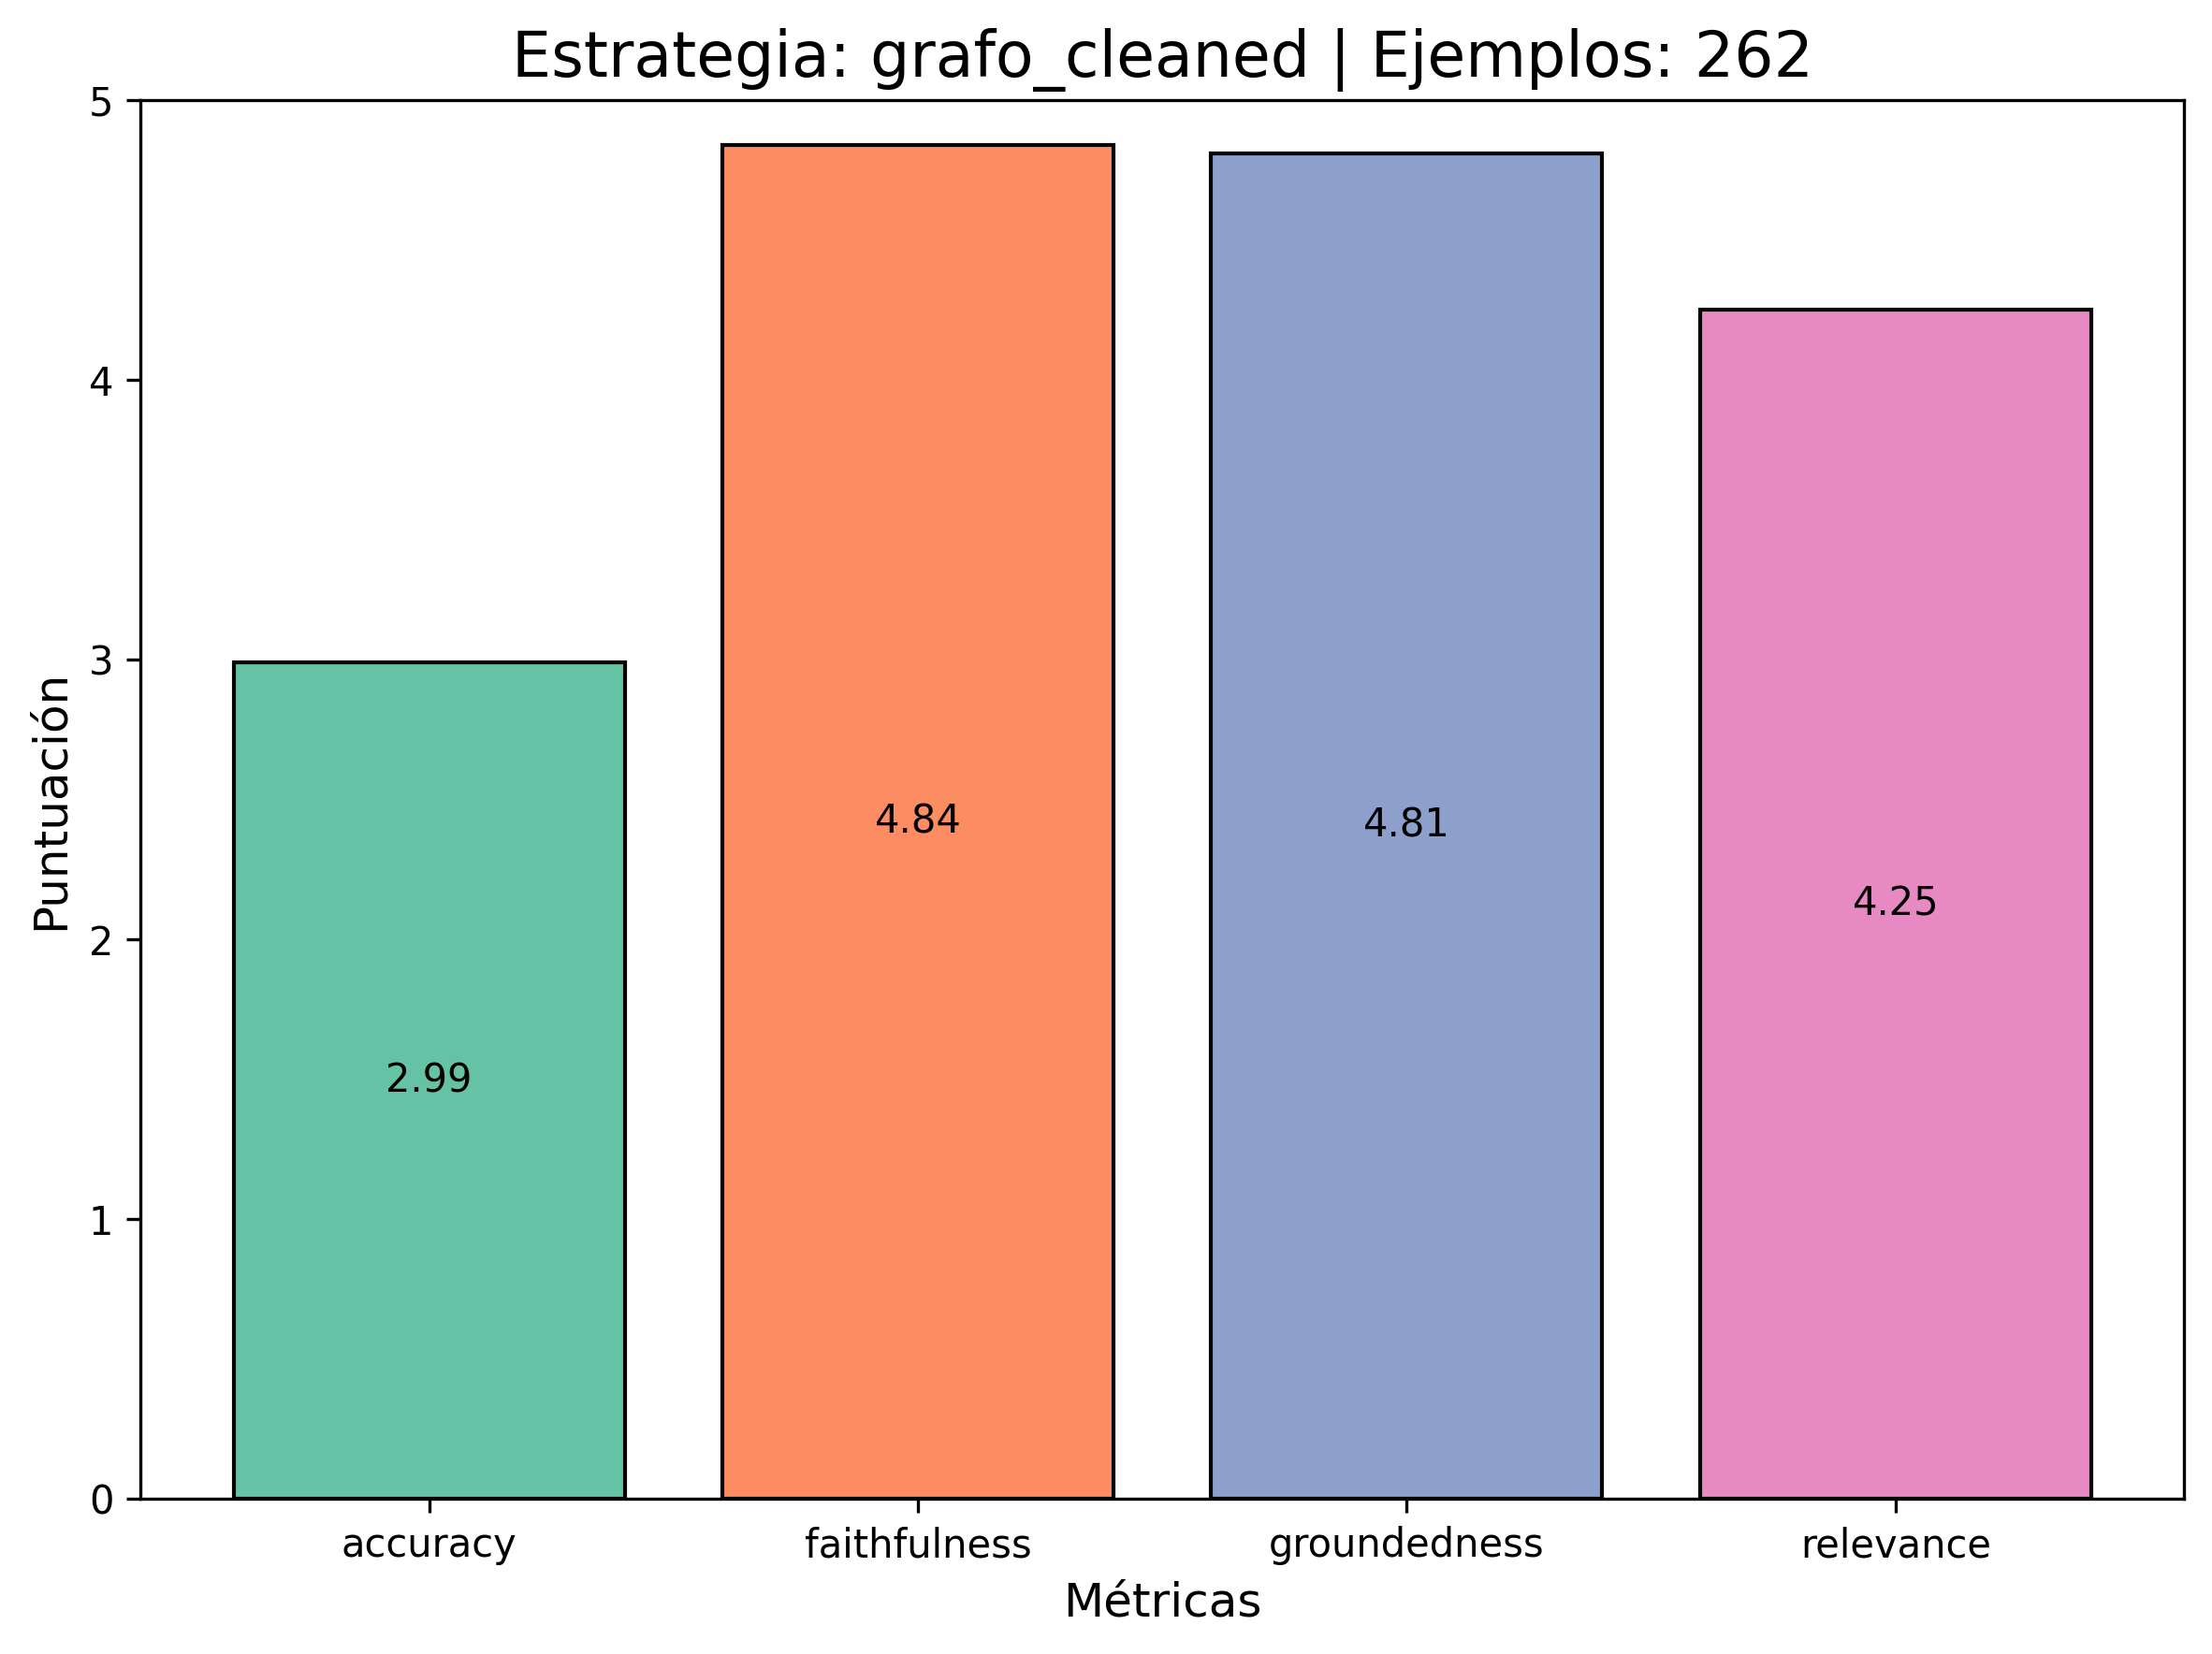 Estrategia: grafo_cleaned | Ejemplos: 262
5
4
3
2
1
0
Puntuación
2.99
4.84
4.81
4.25
accuracy
faithfulness
groundedness
relevance
Métricas